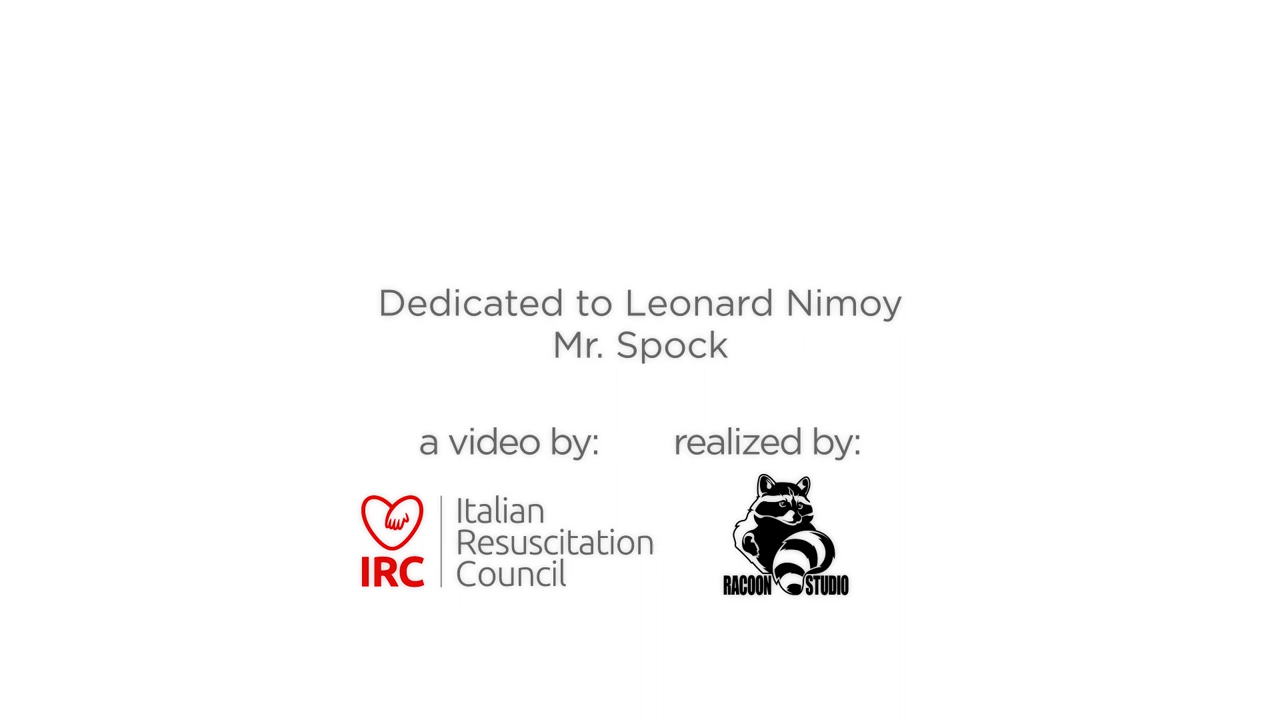 Dedicated to Leonard Nimoy
Mr. Spock
a video by:
realized by:
IRC
Italian
Resuscitation
Council
RACOON STUDIO